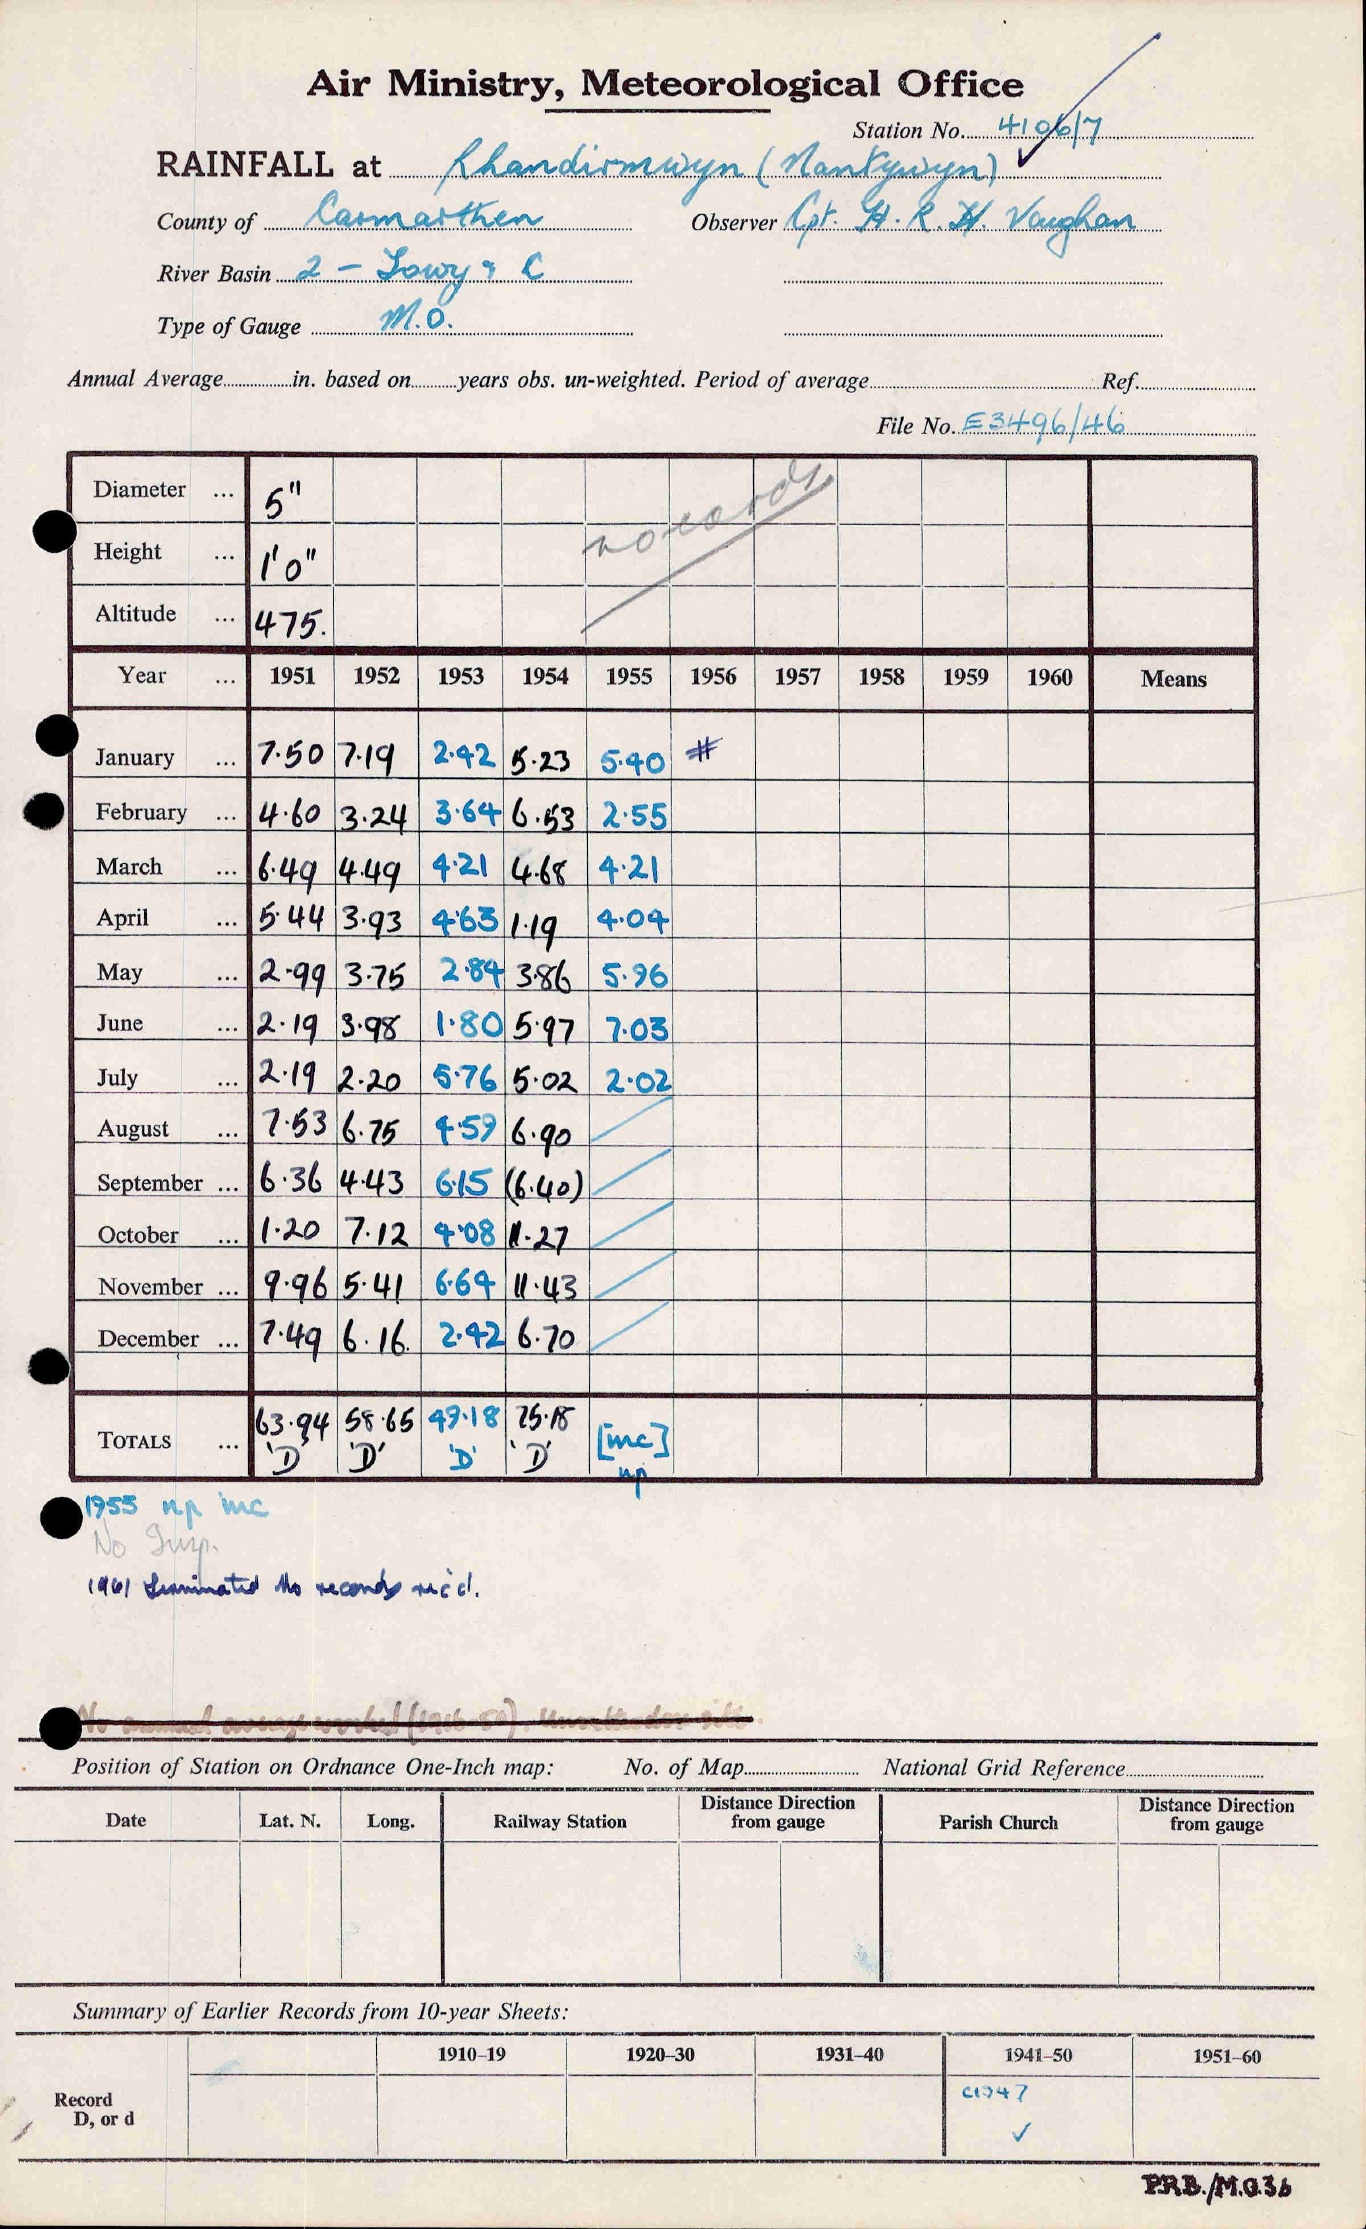 Air Ministry, Meteorological Office
Station No. 4106/7
RAINFALL at Rhandirmwyn (Nantywyn)
County of Carmarthen Observer Cpt. H. R. H. Vaughan
River Basin 2 - Towy & C
Type of Gauge M.O.
Annual Average in. based on years obs. un-weighted. Period of average Ref.
File No. E3496/46
Diameter ... 5"
no cards
Height ... 1'0"
Altitude ... 475.
Year ... 1951 1952 1953 1954 1955 1956 1957 1958 1959 1960 Means
January ... 7.50 7.19 2.42 5.23 5.40 #
February ... 4.60 3.24 3.64 6.53 2.55
March ... 6.49 4.49 4.21 4.68 4.21
April ... 5.44 3.93 4.63 1.19 4.04
May ... 2.99 3.75 2.84 3.86 5.96
June ... 2.19 3.98 1.80 5.97 7.03
July ... 2.19 2.20 5.76 5.02 2.02
August ... 7.53 6.75 4.59 6.90
September ... 6.36 4.43 6.15 (6.40)
October ... 1.20 7.12 4.08 11.27
November ... 9.96 5.41 6.64 11.43
December ... 7.49 6.16 2.42 6.70
TOTALS ... 63.94 58.65 49.18 75.18 [inc]
'D' 'D' 'D' 'D' np
1955 np inc
No Insp.
1961 Terminated No records rec'd.
No annual average worked (1916-50).
Position of Station on Ordnance One-Inch map: No. of Map National Grid Reference
Date Lat. N. Long. Railway Station Distance Direction from gauge Parish Church Distance Direction from gauge
Summary of Earlier Records from 10-year Sheets:
1910–19 1920–30 1931–40 1941–50 1951–60
Record D, or d C1947 ✓
P.R.B./M.O.36